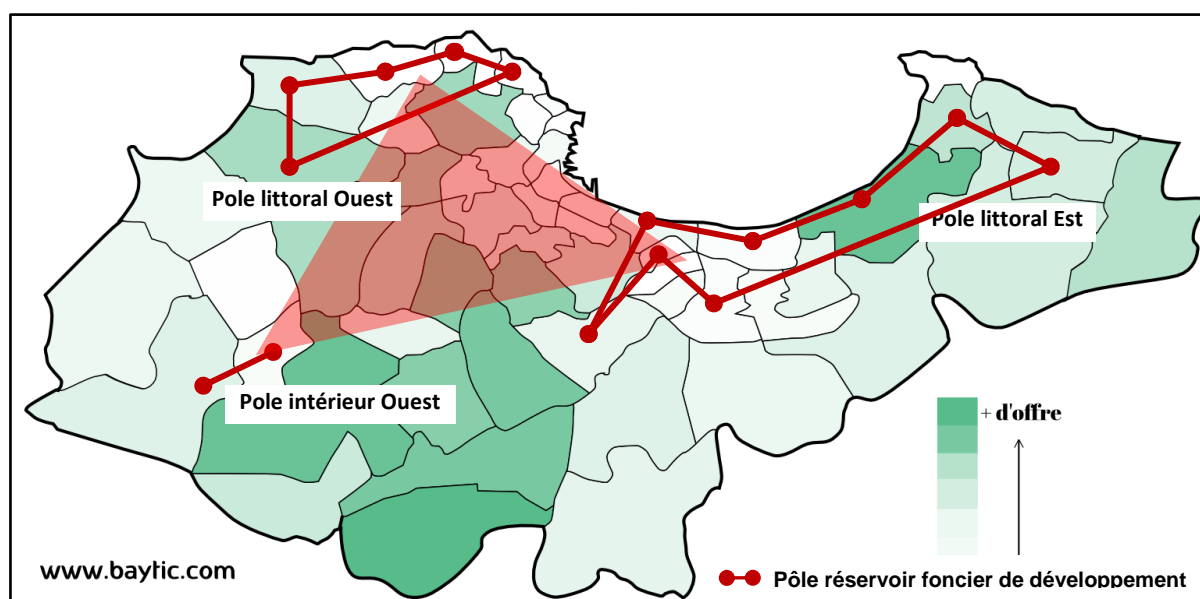 Pole littoral Ouest
Pole littoral Est
Pole intérieur Ouest
+ d'offre
www.baytic.com
Pôle réservoir foncier de développement